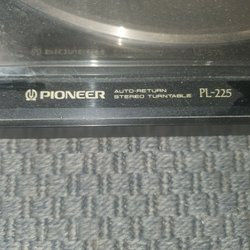 PIONEER AUTO-RETURN
STEREO TURNTABLE PL-225